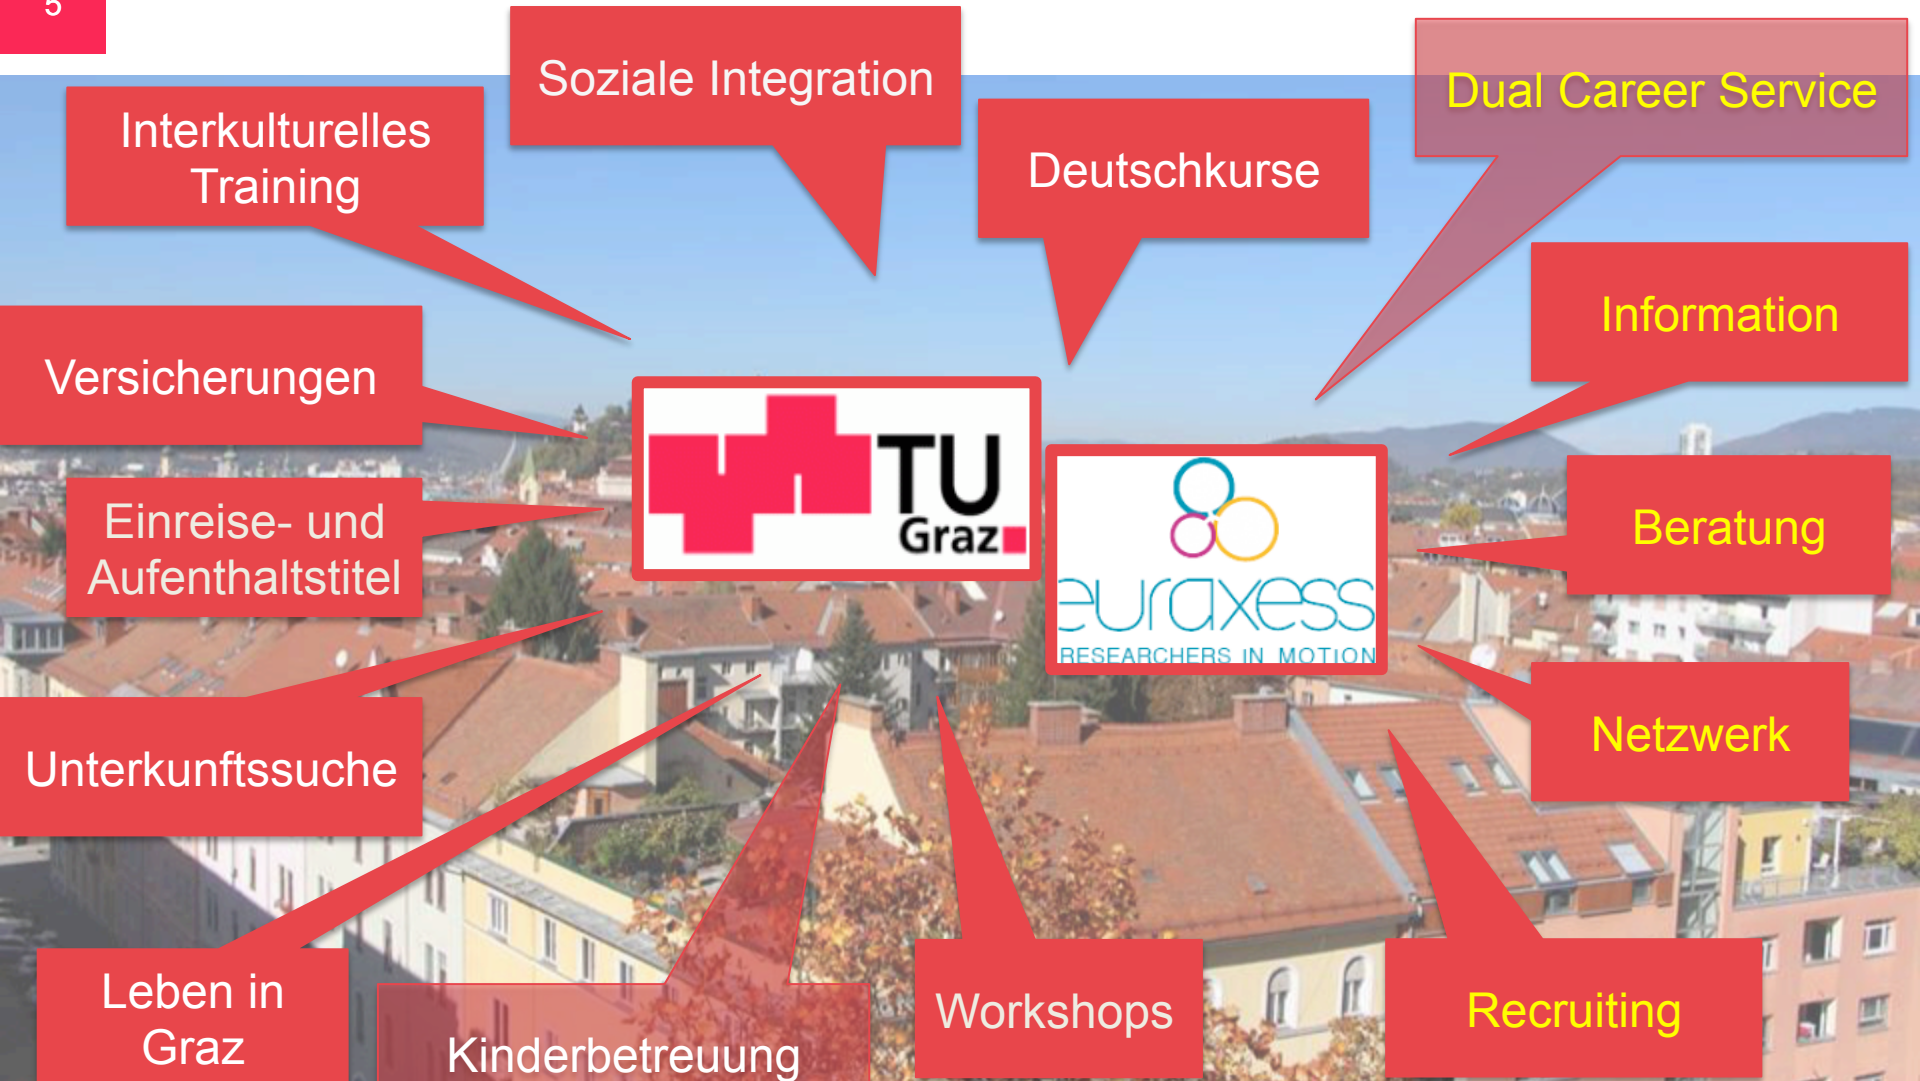 5
Soziale Integration
Dual Career Service
Interkulturelles
Training
Deutschkurse
Information
Versicherungen
TU
Graz
euraxess
RESEARCHERS IN MOTION
Einreise- und
Aufenthaltstitel
Beratung
Unterkunftssuche
Netzwerk
Leben in
Graz
Kinderbetreuung
Workshops
Recruiting